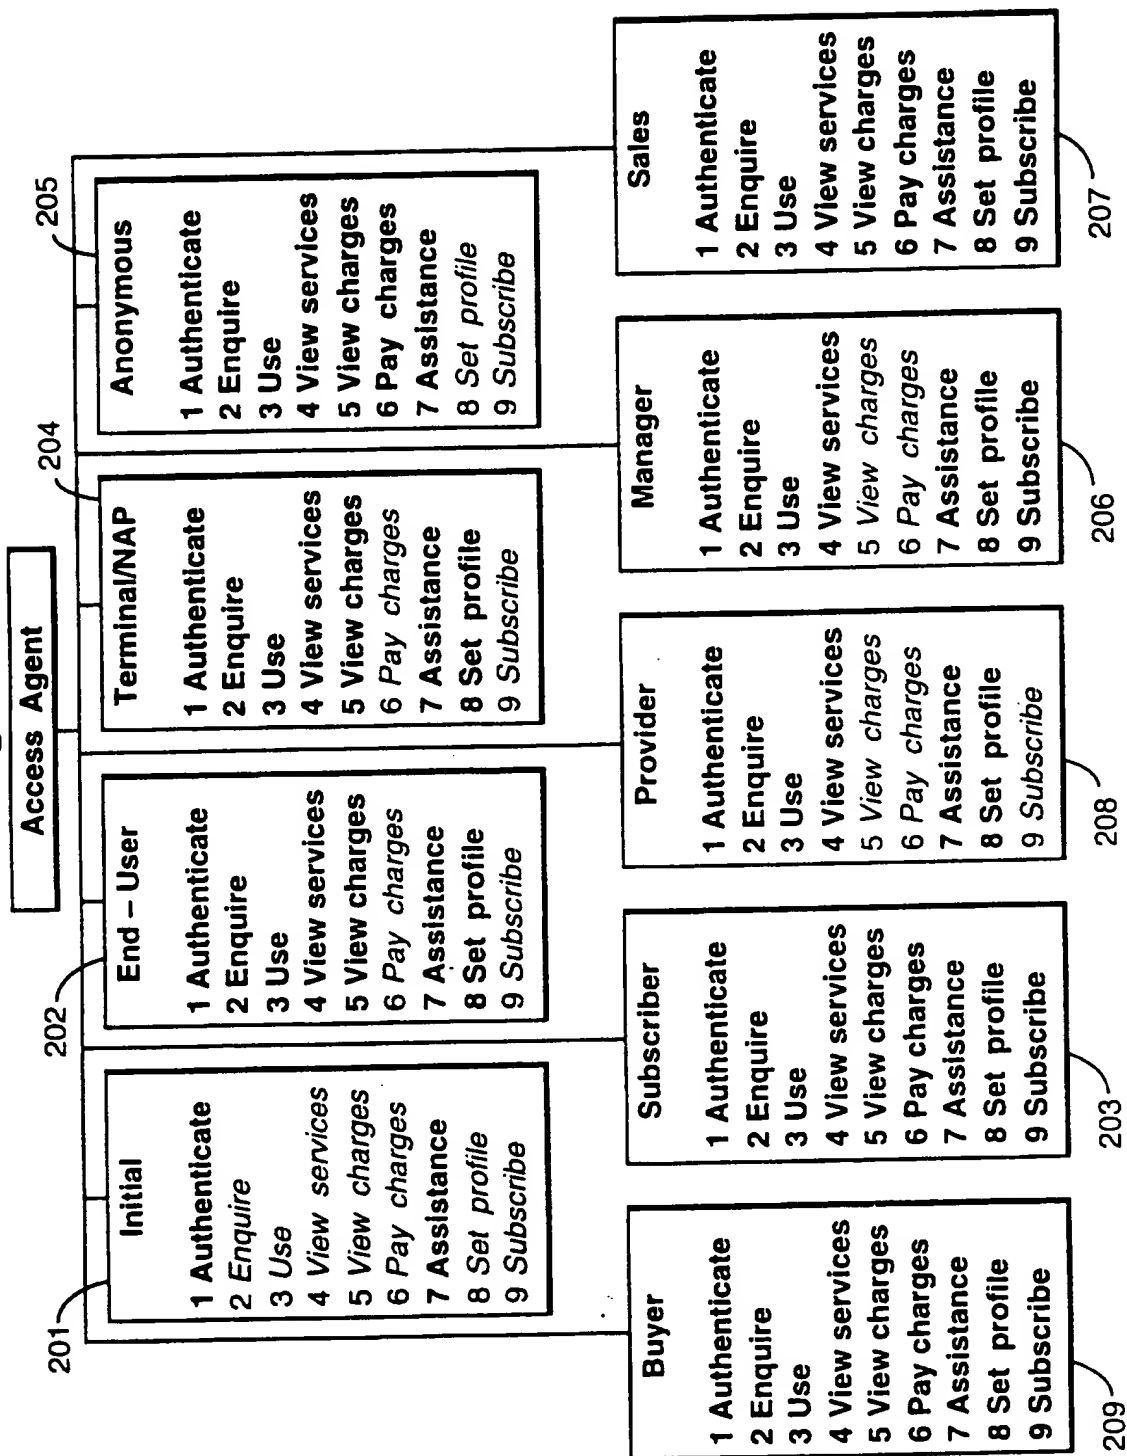 Access Agent
201
Initial
1 Authenticate
2 Enquire
3 Use
4 View services
5 View charges
6 Pay charges
7 Assistance
8 Set profile
9 Subscribe
202
End – User
1 Authenticate
2 Enquire
3 Use
4 View services
5 View charges
6 Pay charges
7 Assistance
8 Set profile
9 Subscribe
204
Terminal/NAP
1 Authenticate
2 Enquire
3 Use
4 View services
5 View charges
6 Pay charges
7 Assistance
8 Set profile
9 Subscribe
205
Anonymous
1 Authenticate
2 Enquire
3 Use
4 View services
5 View charges
6 Pay charges
7 Assistance
8 Set profile
9 Subscribe
Buyer
1 Authenticate
2 Enquire
3 Use
4 View services
5 View charges
6 Pay charges
7 Assistance
8 Set profile
9 Subscribe
209
Subscriber
1 Authenticate
2 Enquire
3 Use
4 View services
5 View charges
6 Pay charges
7 Assistance
8 Set profile
9 Subscribe
203
Provider
1 Authenticate
2 Enquire
3 Use
4 View services
5 View charges
6 Pay charges
7 Assistance
8 Set profile
9 Subscribe
208
Manager
1 Authenticate
2 Enquire
3 Use
4 View services
5 View charges
6 Pay charges
7 Assistance
8 Set profile
9 Subscribe
206
Sales
1 Authenticate
2 Enquire
3 Use
4 View services
5 View charges
6 Pay charges
7 Assistance
8 Set profile
9 Subscribe
207